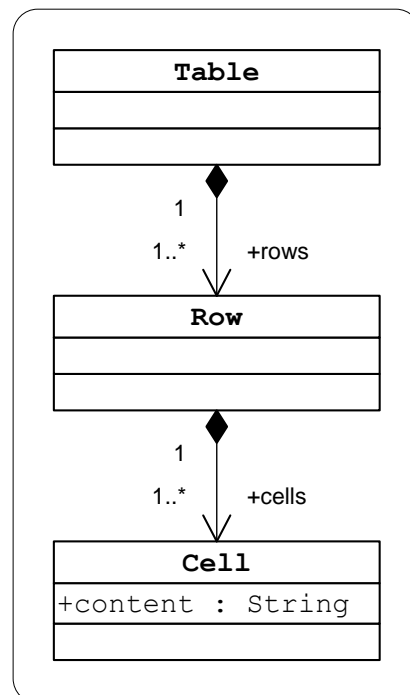 Table
1
1..* +rows
Row
1
1..* +cells
Cell
+content : String